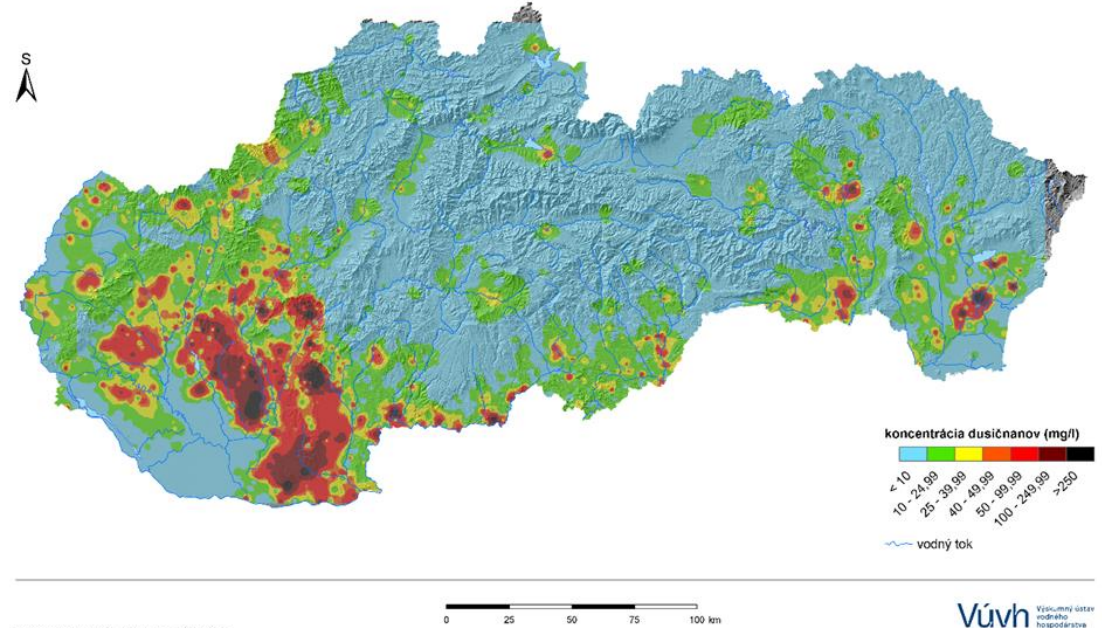 S
koncentrácia dusičnanov (mg/l)
< 10
10 - 24,99
25 - 39,99
40 - 49,99
50 - 99,99
100 - 249,99
>250
vodný tok
0 25 50 75 100 km
Vúvh
Výskumný ústav
vodného
hospodárstva